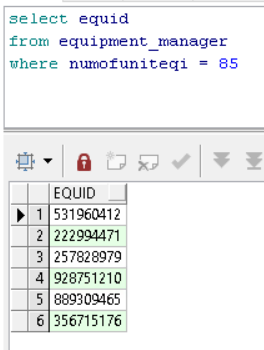 select equid
from equipment_manager
where numofuniteqi = 85
EQUID
1 531960412
2 222994471
3 257828979
4 928751210
5 889309465
6 356715176